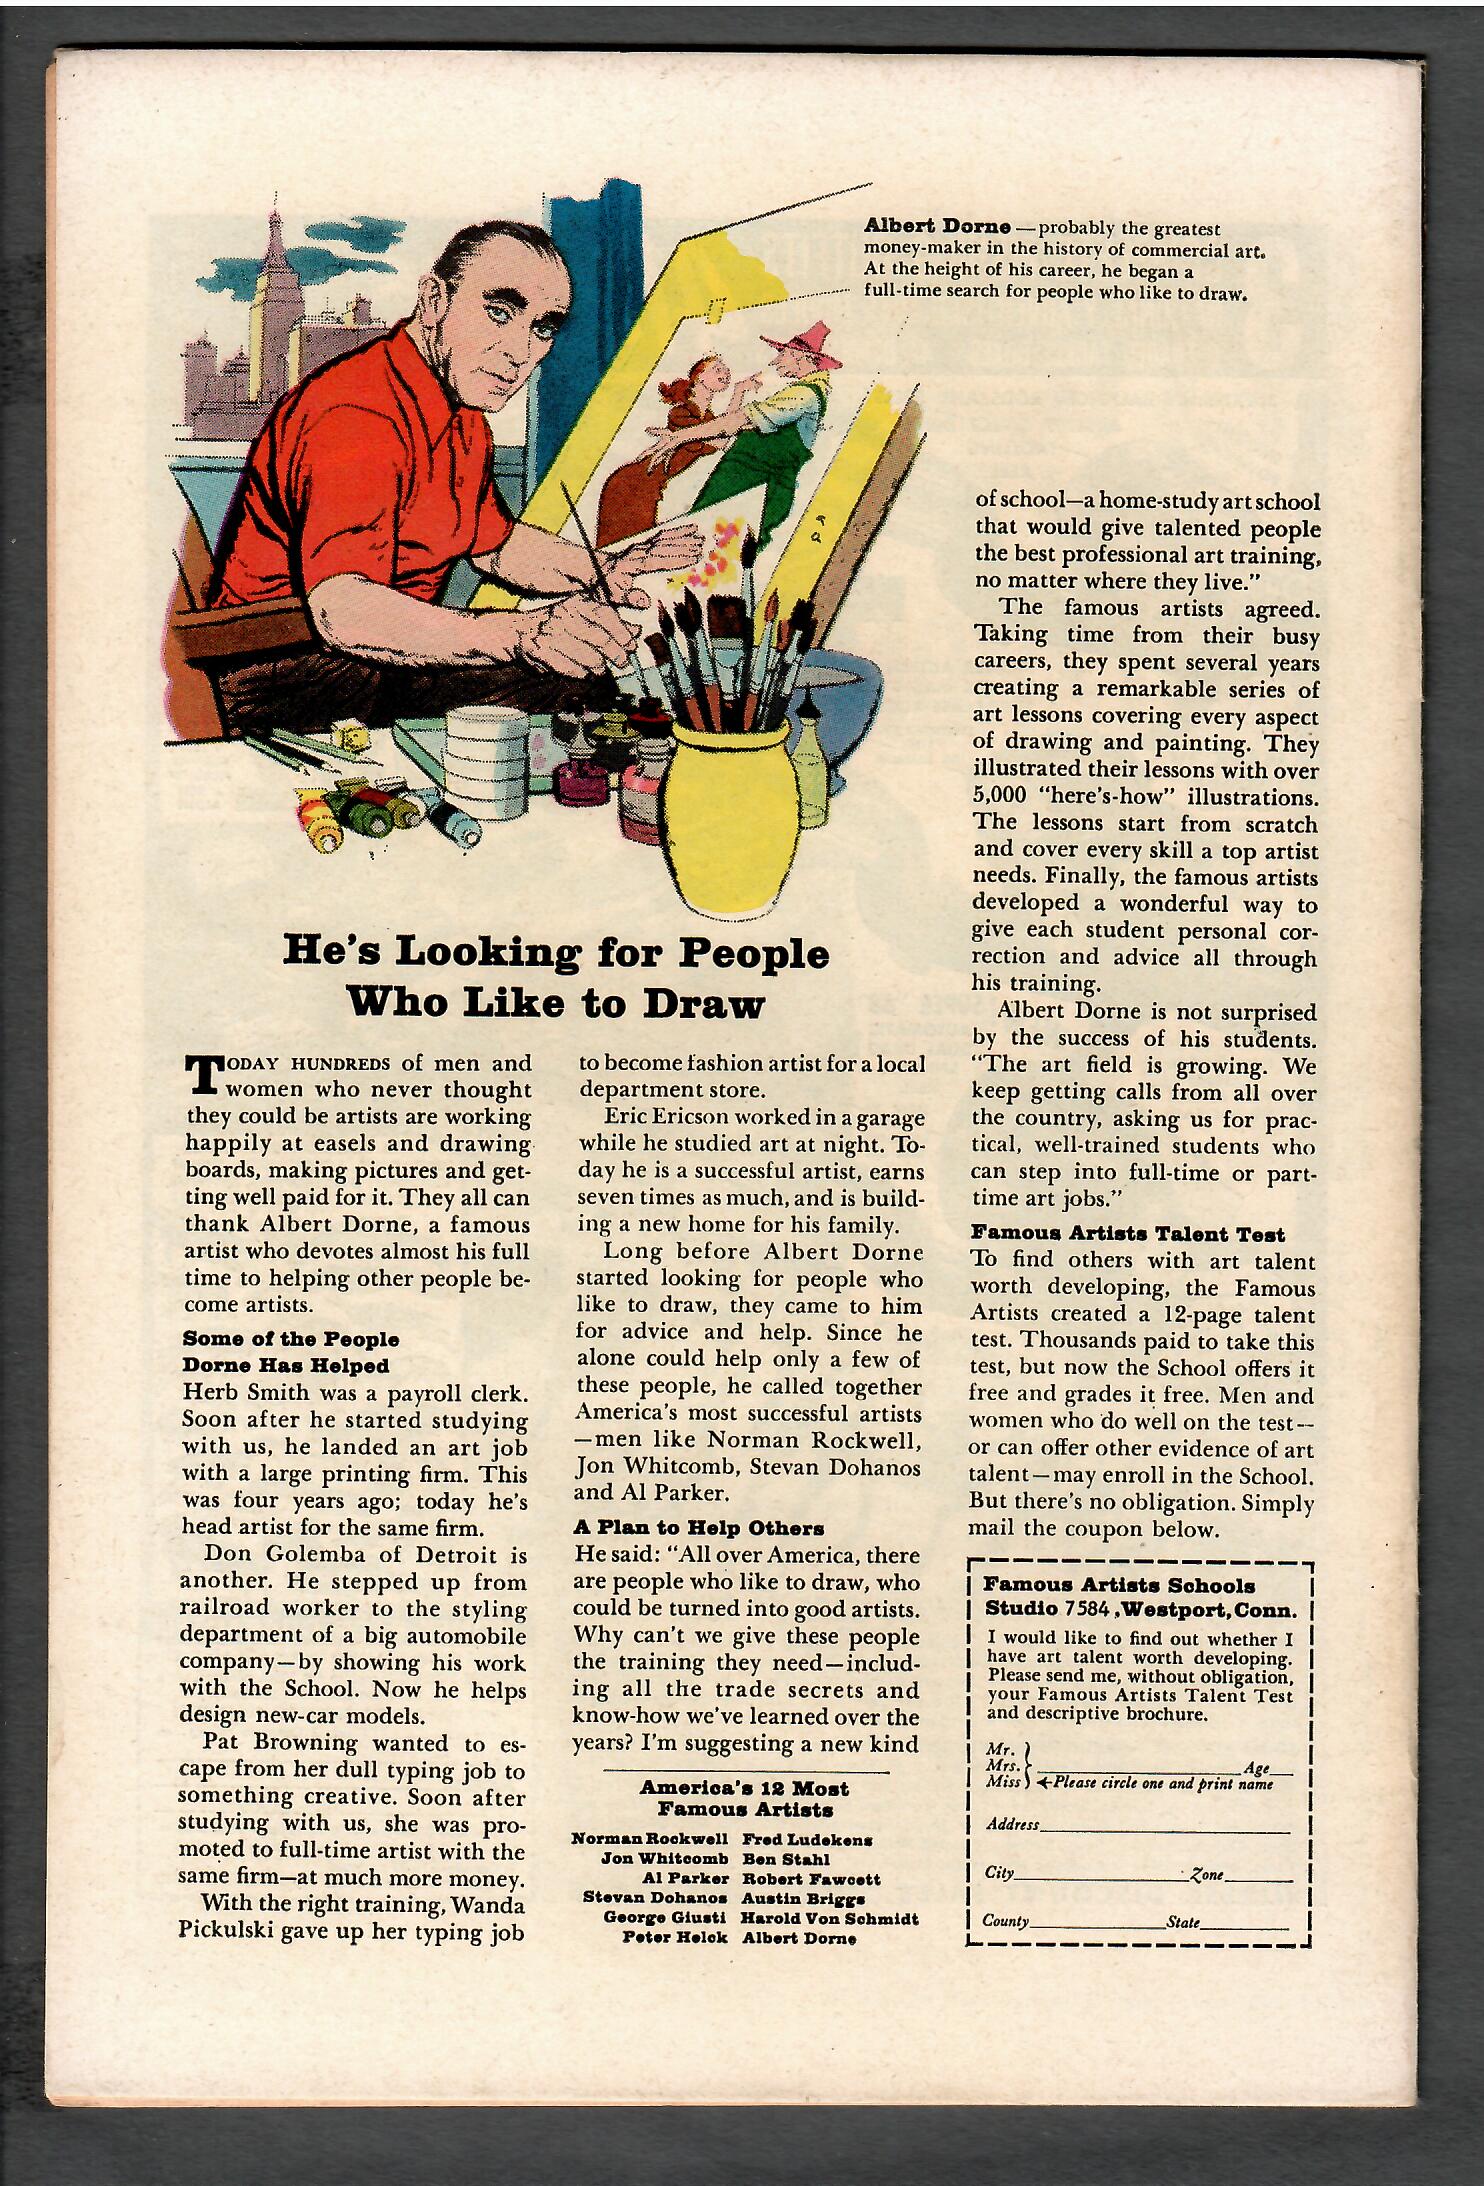 Albert Dorne — probably the greatest
money-maker in the history of commercial art.
At the height of his career, he began a
full-time search for people who like to draw.
He's Looking for People
Who Like to Draw
TODAY HUNDREDS of men and
women who never thought
they could be artists are working
happily at easels and drawing
boards, making pictures and get-
ting well paid for it. They all can
thank Albert Dorne, a famous
artist who devotes almost his full
time to helping other people be-
come artists.
Some of the People
Dorne Has Helped
Herb Smith was a payroll clerk.
Soon after he started studying
with us, he landed an art job
with a large printing firm. This
was four years ago; today he's
head artist for the same firm.
Don Golemba of Detroit is
another. He stepped up from
railroad worker to the styling
department of a big automobile
company—by showing his work
with the School. Now he helps
design new-car models.
Pat Browning wanted to es-
cape from her dull typing job to
something creative. Soon after
studying with us, she was pro-
moted to full-time artist with the
same firm—at much more money.
With the right training, Wanda
Pickulski gave up her typing job
to become fashion artist for a local
department store.
Eric Ericson worked in a garage
while he studied art at night. To-
day he is a successful artist, earns
seven times as much, and is build-
ing a new home for his family.
Long before Albert Dorne
started looking for people who
like to draw, they came to him
for advice and help. Since he
alone could help only a few of
these people, he called together
America's most successful artists
—men like Norman Rockwell,
Jon Whitcomb, Stevan Dohanos
and Al Parker.
A Plan to Help Others
He said: "All over America, there
are people who like to draw, who
could be turned into good artists.
Why can't we give these people
the training they need—includ-
ing all the trade secrets and
know-how we've learned over the
years? I'm suggesting a new kind
America's 12 Most
Famous Artists
Norman Rockwell Fred Ludekens
Jon Whitcomb Ben Stahl
Al Parker Robert Fawcett
Stevan Dohanos Austin Briggs
George Giusti Harold Von Schmidt
Peter Helck Albert Dorne
of school—a home-study art school
that would give talented people
the best professional art training,
no matter where they live."
The famous artists agreed.
Taking time from their busy
careers, they spent several years
creating a remarkable series of
art lessons covering every aspect
of drawing and painting. They
illustrated their lessons with over
5,000 "here's-how" illustrations.
The lessons start from scratch
and cover every skill a top artist
needs. Finally, the famous artists
developed a wonderful way to
give each student personal cor-
rection and advice all through
his training.
Albert Dorne is not surprised
by the success of his students.
"The art field is growing. We
keep getting calls from all over
the country, asking us for prac-
tical, well-trained students who
can step into full-time or part-
time art jobs."
Famous Artists Talent Test
To find others with art talent
worth developing, the Famous
Artists created a 12-page talent
test. Thousands paid to take this
test, but now the School offers it
free and grades it free. Men and
women who do well on the test—
or can offer other evidence of art
talent—may enroll in the School.
But there's no obligation. Simply
mail the coupon below.
Famous Artists Schools
Studio 7584, Westport, Conn.
I would like to find out whether I
have art talent worth developing.
Please send me, without obligation,
your Famous Artists Talent Test
and descriptive brochure.
Mr.
Mrs. Age
Miss Please circle one and print name
Address
City Zone
County State